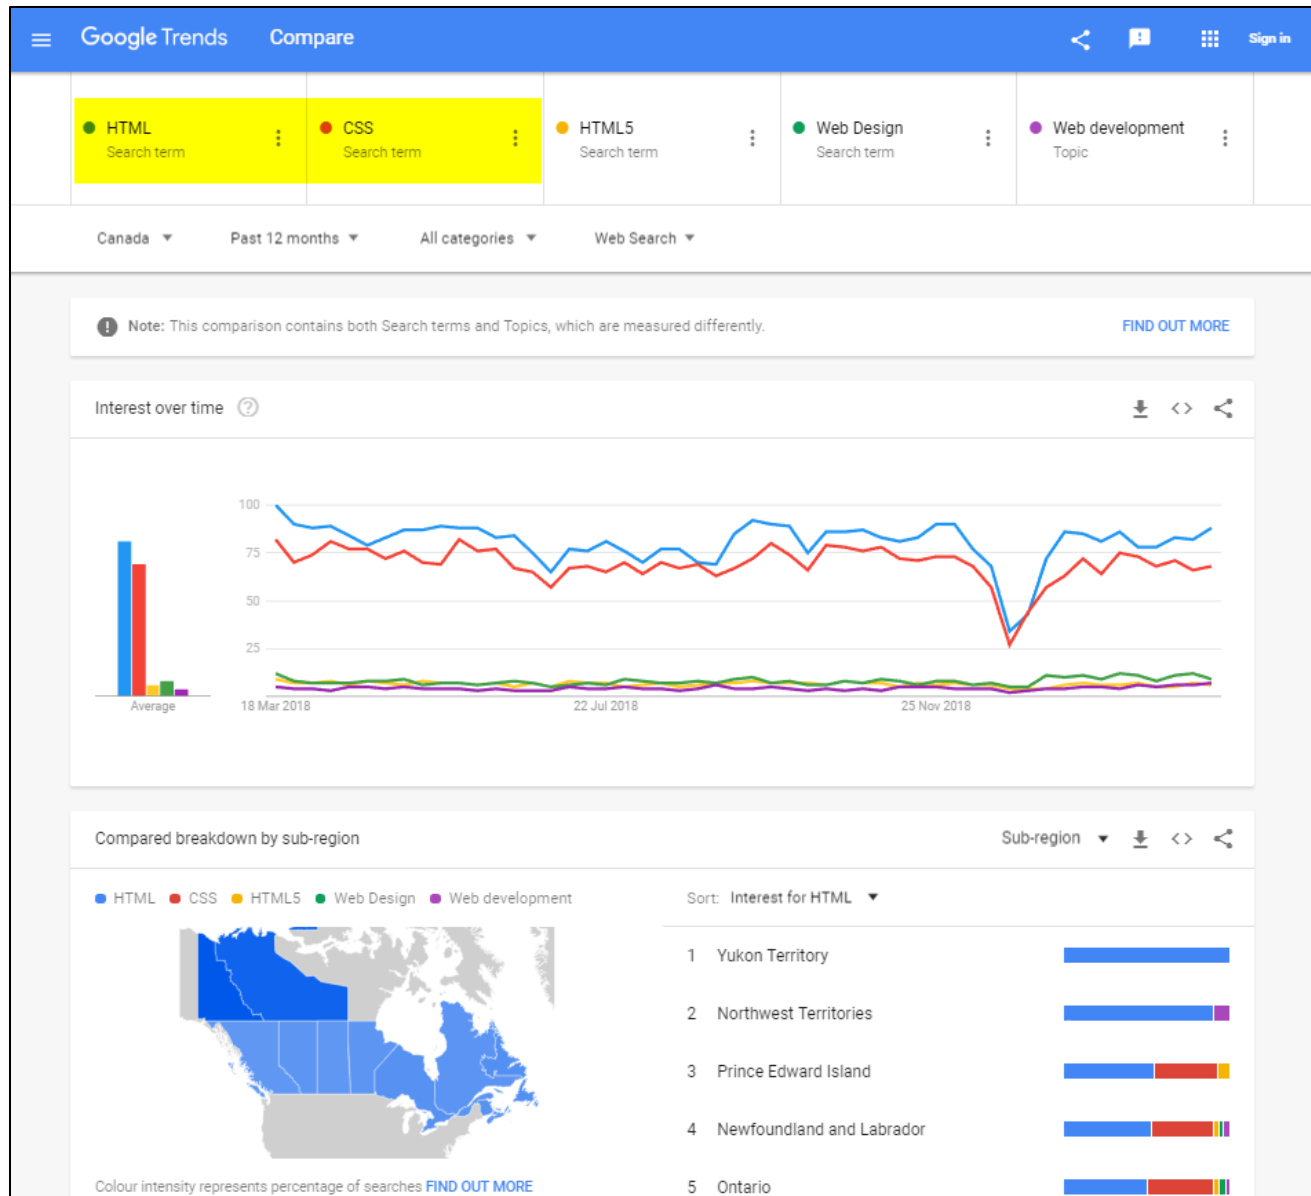 Google Trends Compare Sign in
HTML CSS HTML5 Web Design Web development
Search term Search term Search term Search term Topic
Canada Past 12 months All categories Web Search
Note: This comparison contains both Search terms and Topics, which are measured differently. FIND OUT MORE
Interest over time ?
100
75
50
25
Average 18 Mar 2018 22 Jul 2018 25 Nov 2018
Compared breakdown by sub-region Sub-region
HTML CSS HTML5 Web Design Web development
Sort: Interest for HTML
1 Yukon Territory
2 Northwest Territories
3 Prince Edward Island
4 Newfoundland and Labrador
5 Ontario
Colour intensity represents percentage of searches FIND OUT MORE